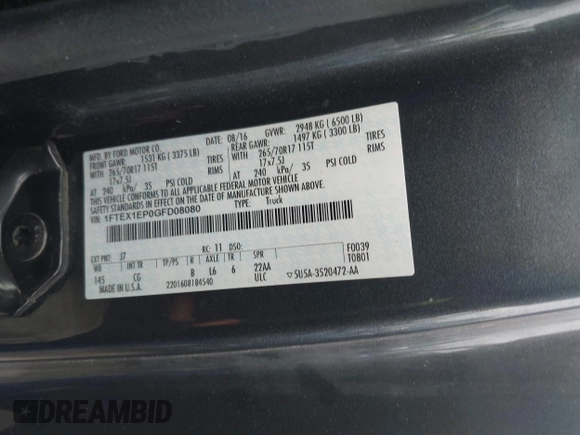 MFD. BY FORD MOTOR CO.
DATE: 08/16 GVWR: 2948 KG ( 6500 LB)
FRONT GAWR: 1531 KG ( 3375 LB) REAR GAWR: 1497 KG ( 3300 LB)
WITH 265/70R17 115T TIRES WITH 265/70R17 115T TIRES
17x7.5J RIMS 17x7.5J RIMS
AT 240 kPa/ 35 PSI COLD AT 240 kPa/ 35 PSI COLD
THIS VEHICLE CONFORMS TO ALL APPLICABLE FEDERAL MOTOR VEHICLE
SAFETY STANDARDS IN EFFECT ON THE DATE OF MANUFACTURE SHOWN ABOVE.
VIN: 1FTEX1EP0GFD08080
TYPE: Truck
F0039
T0801
EXT PNT: J7 RC: 11 DSO:
WB TP/PS R AXLE TR SPR
145 CG B L6 6 22AA
MADE IN U.S.A. 2201608184540 ULC
5U5A-3520472-AA
DREAMBID